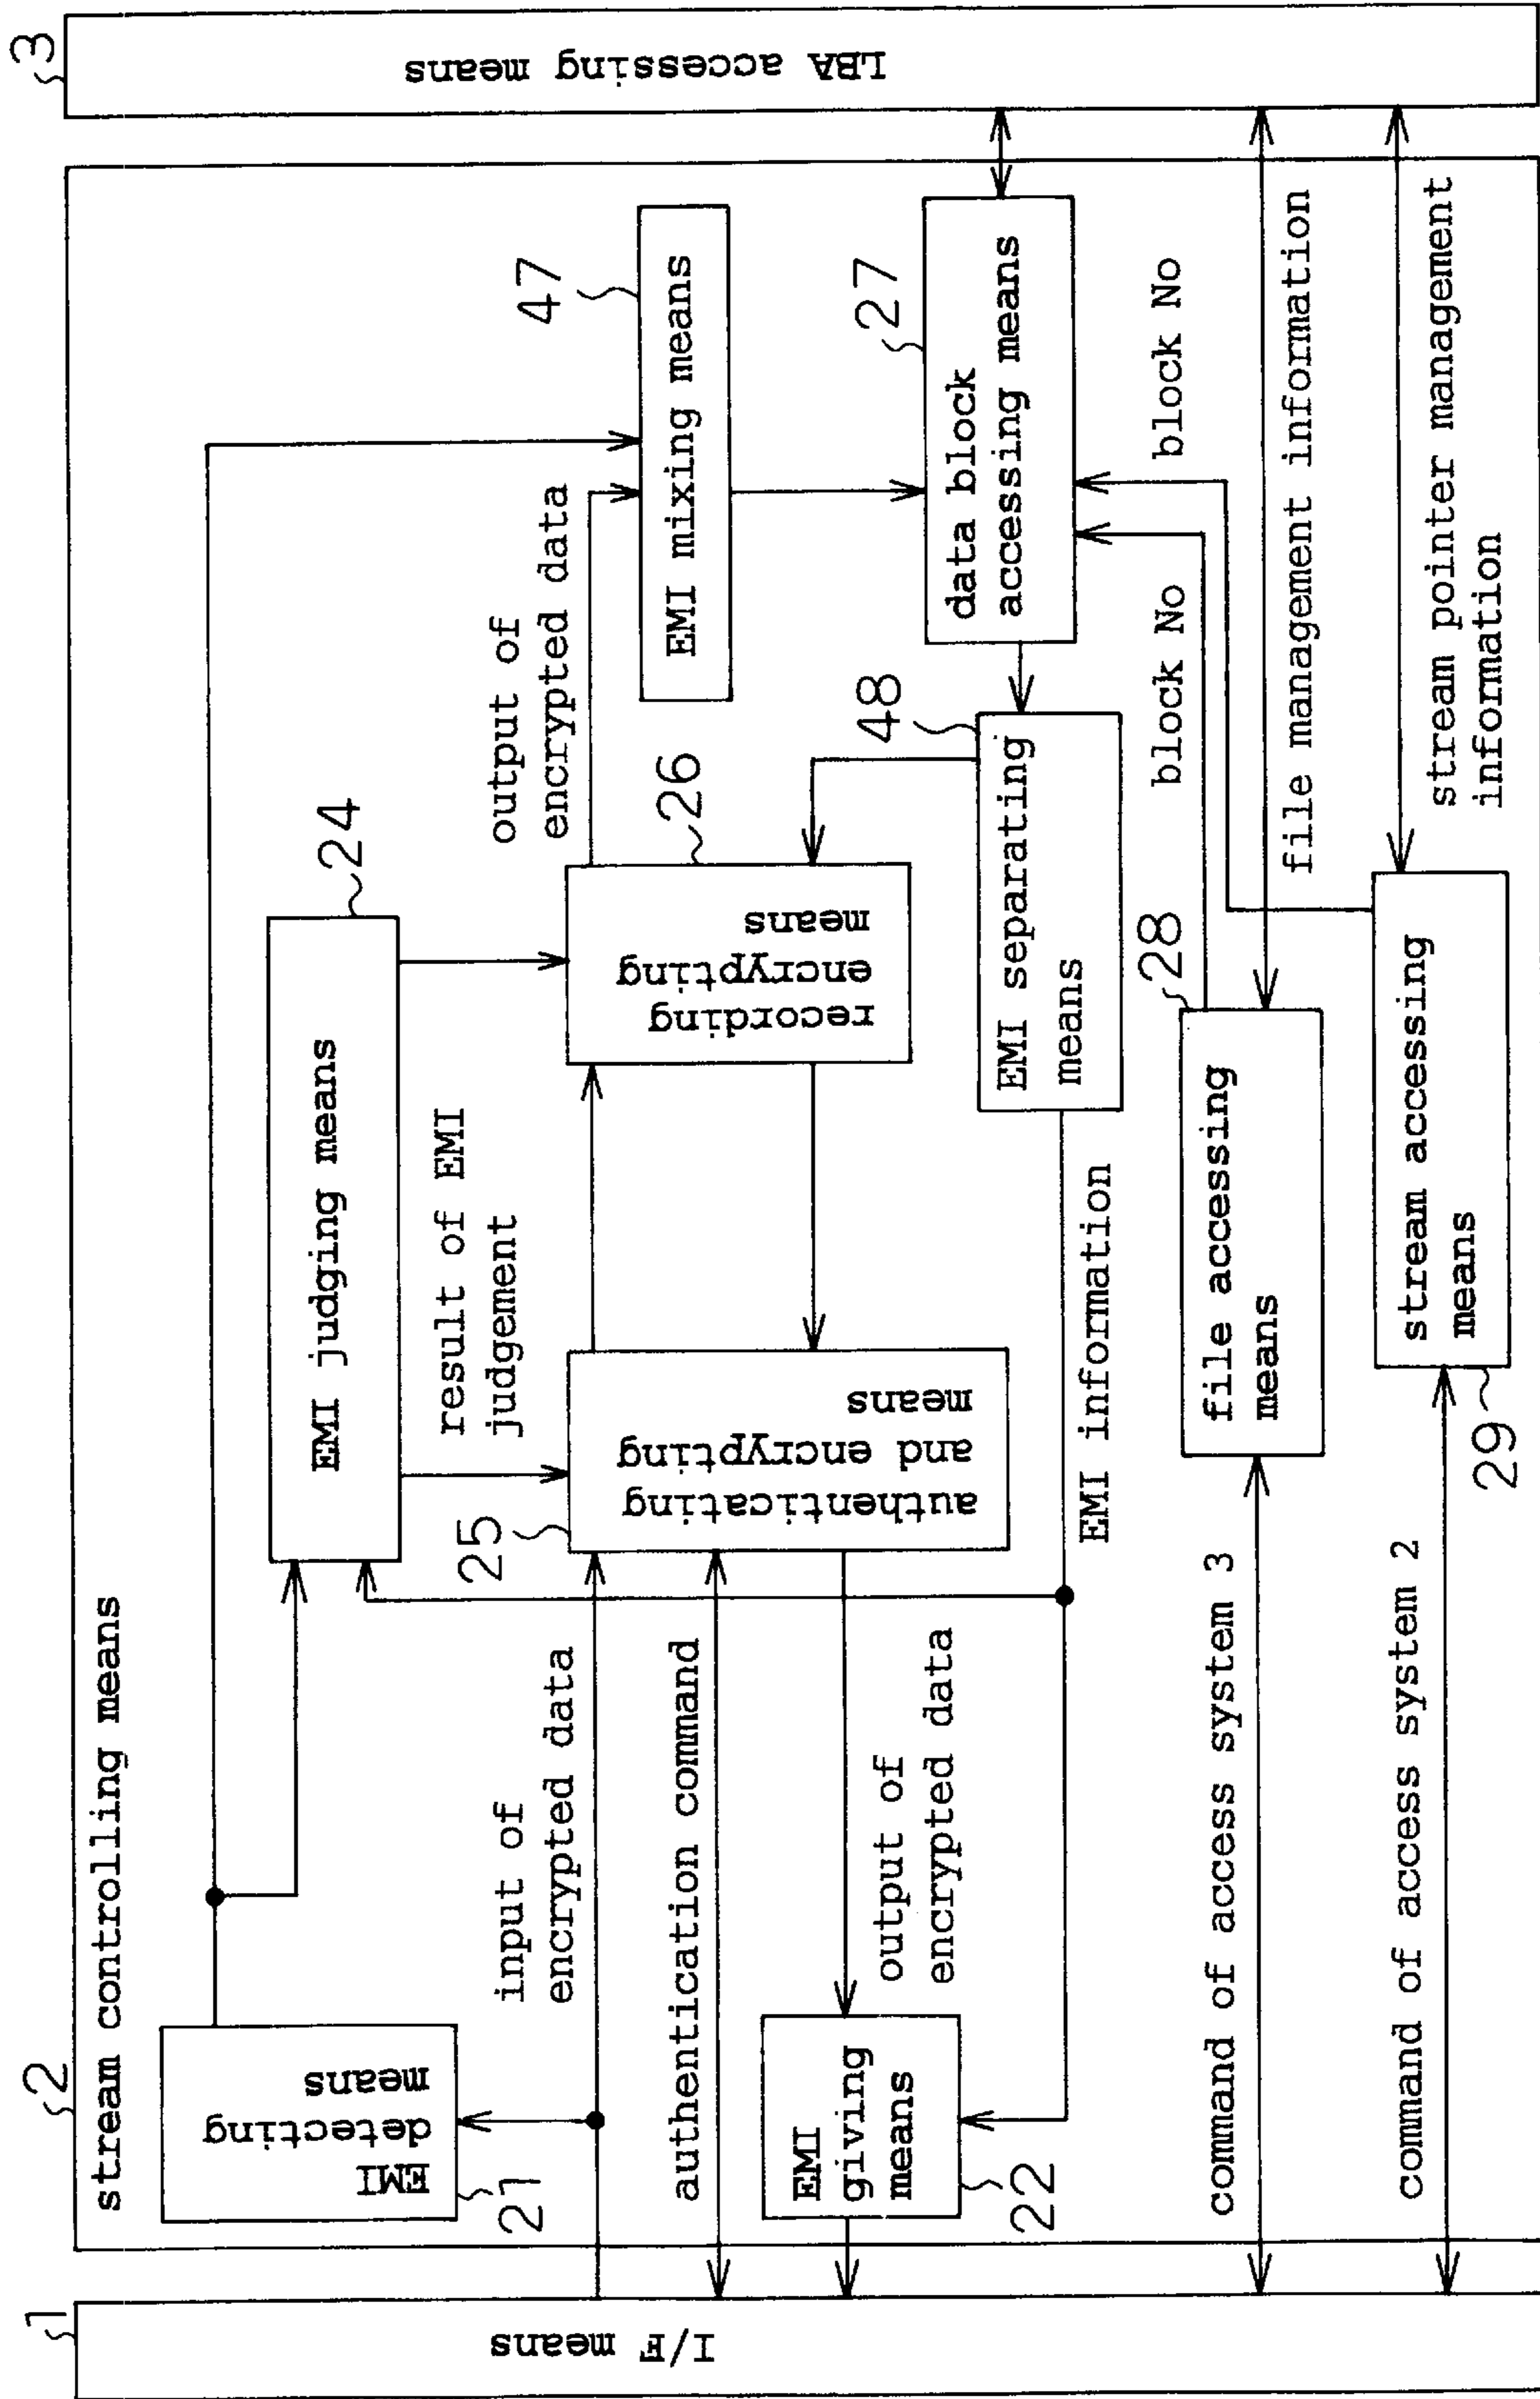 1
I/F means
2
stream controlling means
EMI
detecting
means
21
input of
encrypted data
authentication command
EMI
giving
means
22
output of
encrypted data
EMI judging means
24
result of EMI
judgement
25
authenticating
and encrypting
means
recording
encrypting
means
26
output of
encrypted data
EMI mixing means
47
data block
accessing means
27
EMI separating
means
48
EMI information
block No
block No
file accessing
means
28
file management information
command of access system 3
stream accessing
means
29
stream pointer management
information
command of access system 2
LBA accessing means
3